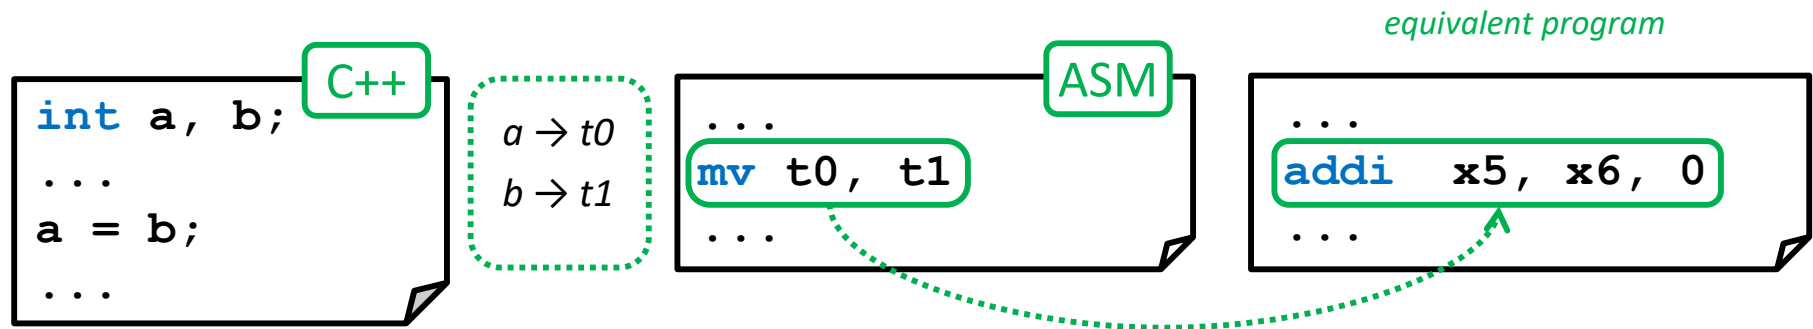 C++
int a, b;
...
a = b;
...
a → t0
b → t1
ASM
...
mv t0, t1
...
equivalent program
...
addi x5, x6, 0
...